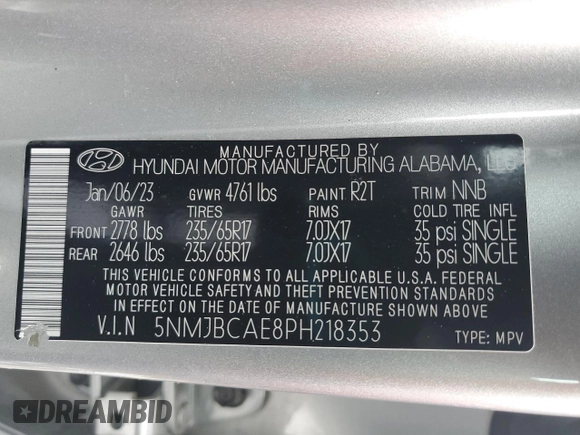 MANUFACTURED BY
HYUNDAI MOTOR MANUFACTURING ALABAMA, LLC
Jan/06/23 GVWR 4761 lbs PAINT R2T TRIM NNB
GAWR TIRES RIMS COLD TIRE INFL
FRONT 2778 lbs 235/65R17 7.0JX17 35 psi SINGLE
REAR 2646 lbs 235/65R17 7.0JX17 35 psi SINGLE
THIS VEHICLE CONFORMS TO ALL APPLICABLE U.S.A. FEDERAL
MOTOR VEHICLE SAFETY AND THEFT PREVENTION STANDARDS
IN EFFECT ON THE DATE OF MANUFACTURE SHOWN ABOVE
V.I.N 5NMJBCAE8PH218353 TYPE: MPV
DREAMBID